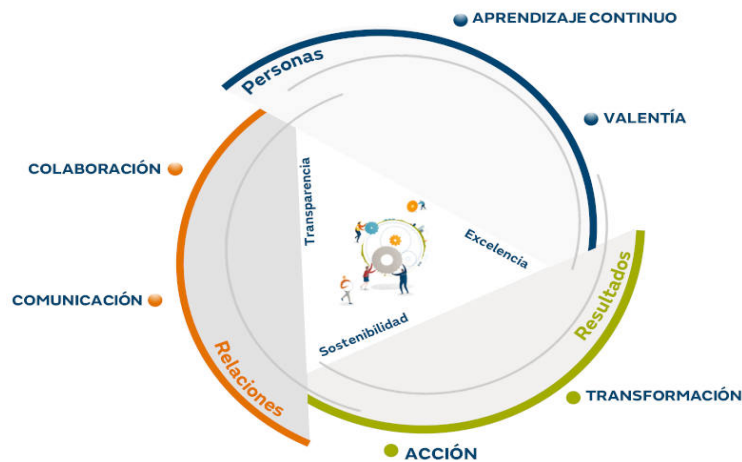 APRENDIZAJE CONTINUO
Personas
VALENTÍA
COLABORACIÓN
Transparencia
Excelencia
COMUNICACIÓN
Sostenibilidad
Resultados
Relaciones
TRANSFORMACIÓN
ACCIÓN